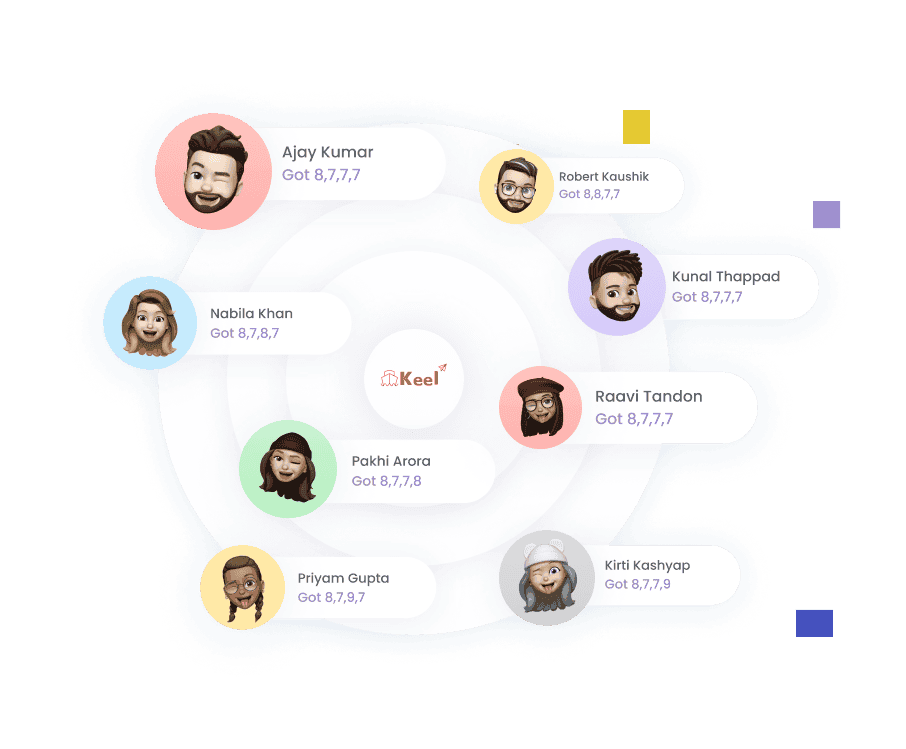 Ajay Kumar
Got 8,7,7,7
Robert Kaushik
Got 8,8,7,7
Kunal Thappad
Got 8,7,7,7
Nabila Khan
Got 8,7,8,7
Keel
Raavi Tandon
Got 8,7,7,7
Pakhi Arora
Got 8,7,7,8
Kirti Kashyap
Got 8,7,7,9
Priyam Gupta
Got 8,7,9,7